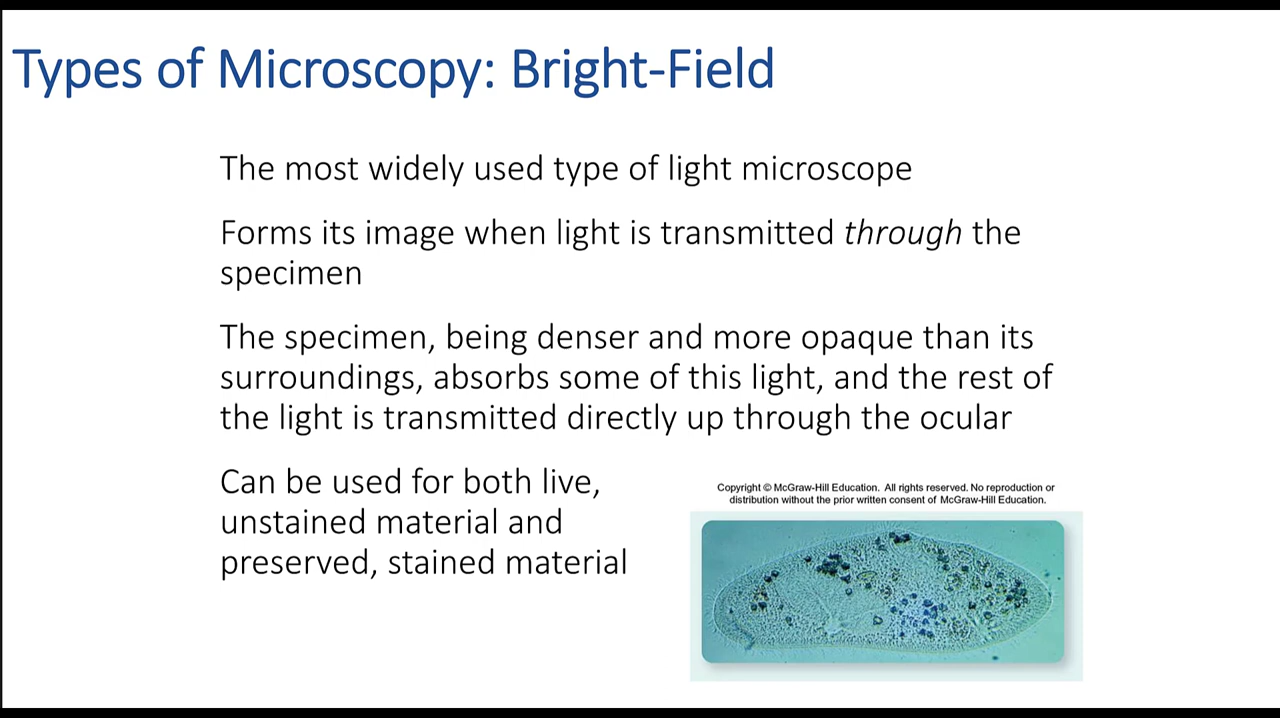 Types of Microscopy: Bright-Field
The most widely used type of light microscope
Forms its image when light is transmitted through the
specimen
The specimen, being denser and more opaque than its
surroundings, absorbs some of this light, and the rest of
the light is transmitted directly up through the ocular
Can be used for both live,
unstained material and
preserved, stained material
Copyright © McGraw-Hill Education. All rights reserved. No reproduction or
distribution without the prior written consent of McGraw-Hill Education.